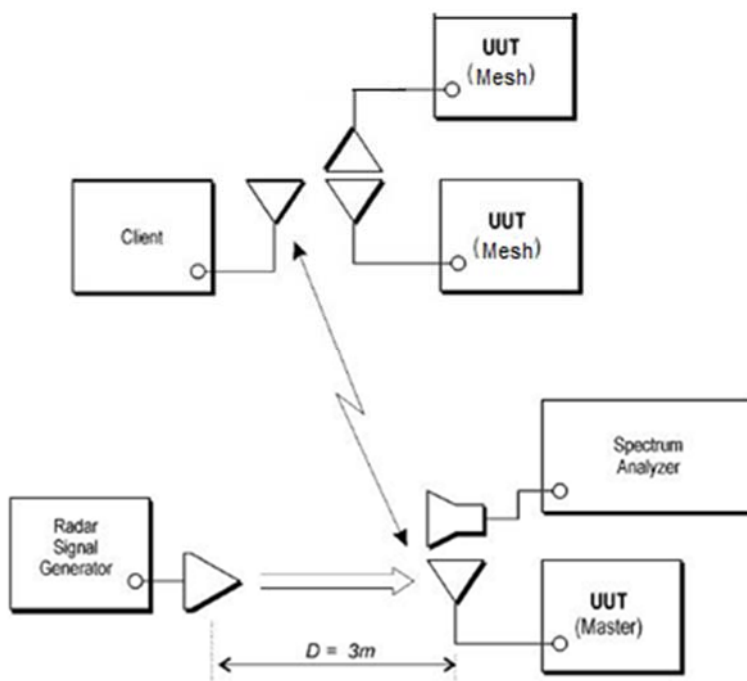 UUT
(Mesh)
Client
UUT
(Mesh)
Spectrum
Analyzer
Radar
Signal
Generator
UUT
(Master)
D = 3m